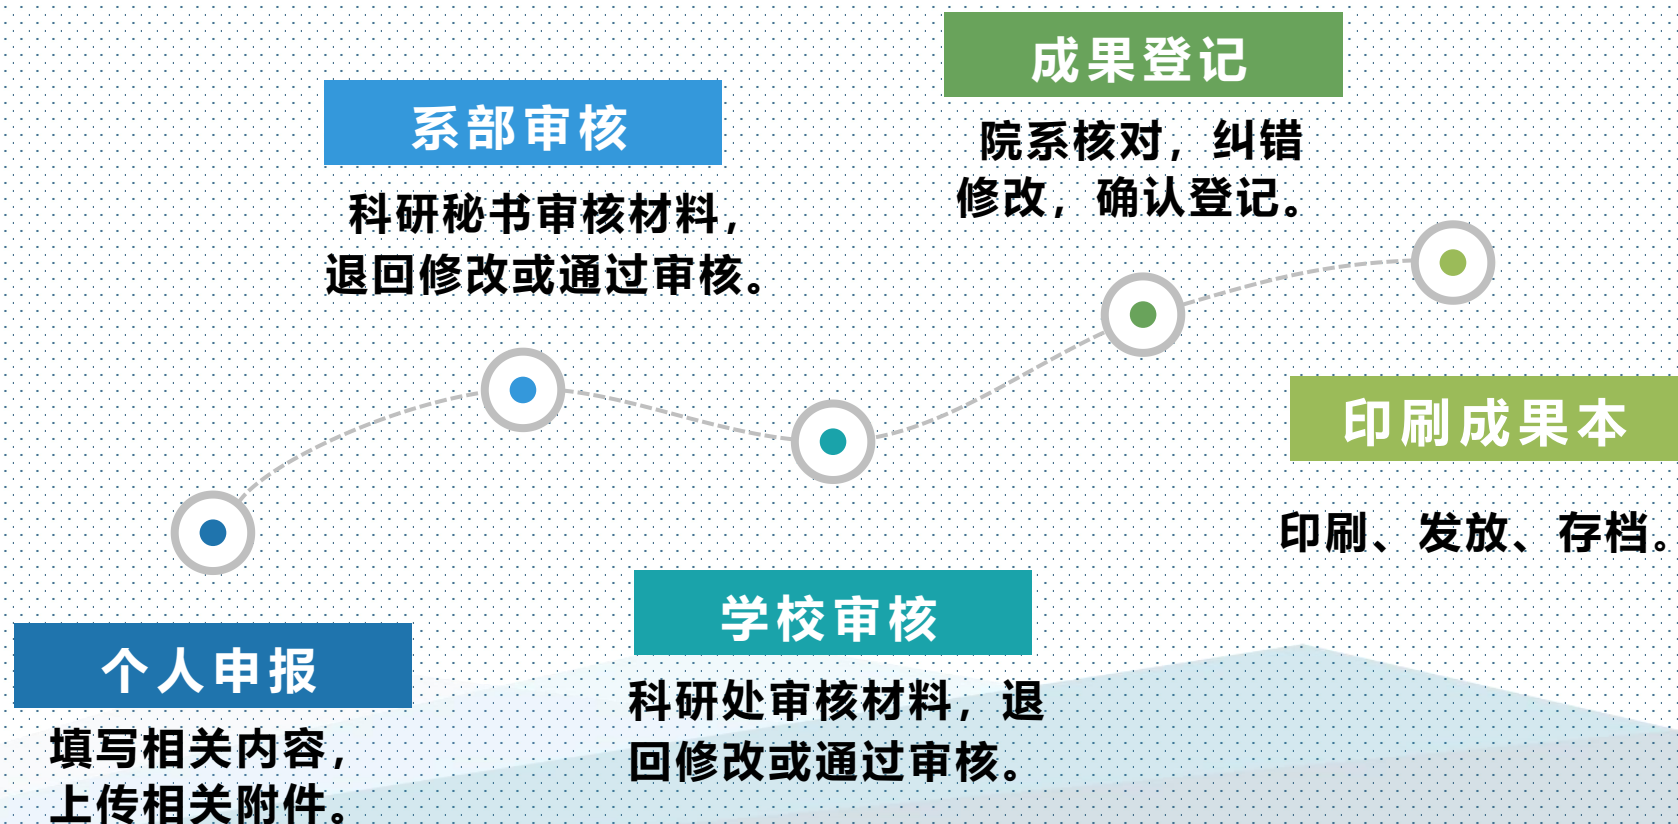 个人申报
填写相关内容，
上传相关附件。
系部审核
科研秘书审核材料，
退回修改或通过审核。
学校审核
科研处审核材料，退
回修改或通过审核。
成果登记
院系核对，纠错
修改，确认登记。
印刷成果本
印刷、发放、存档。